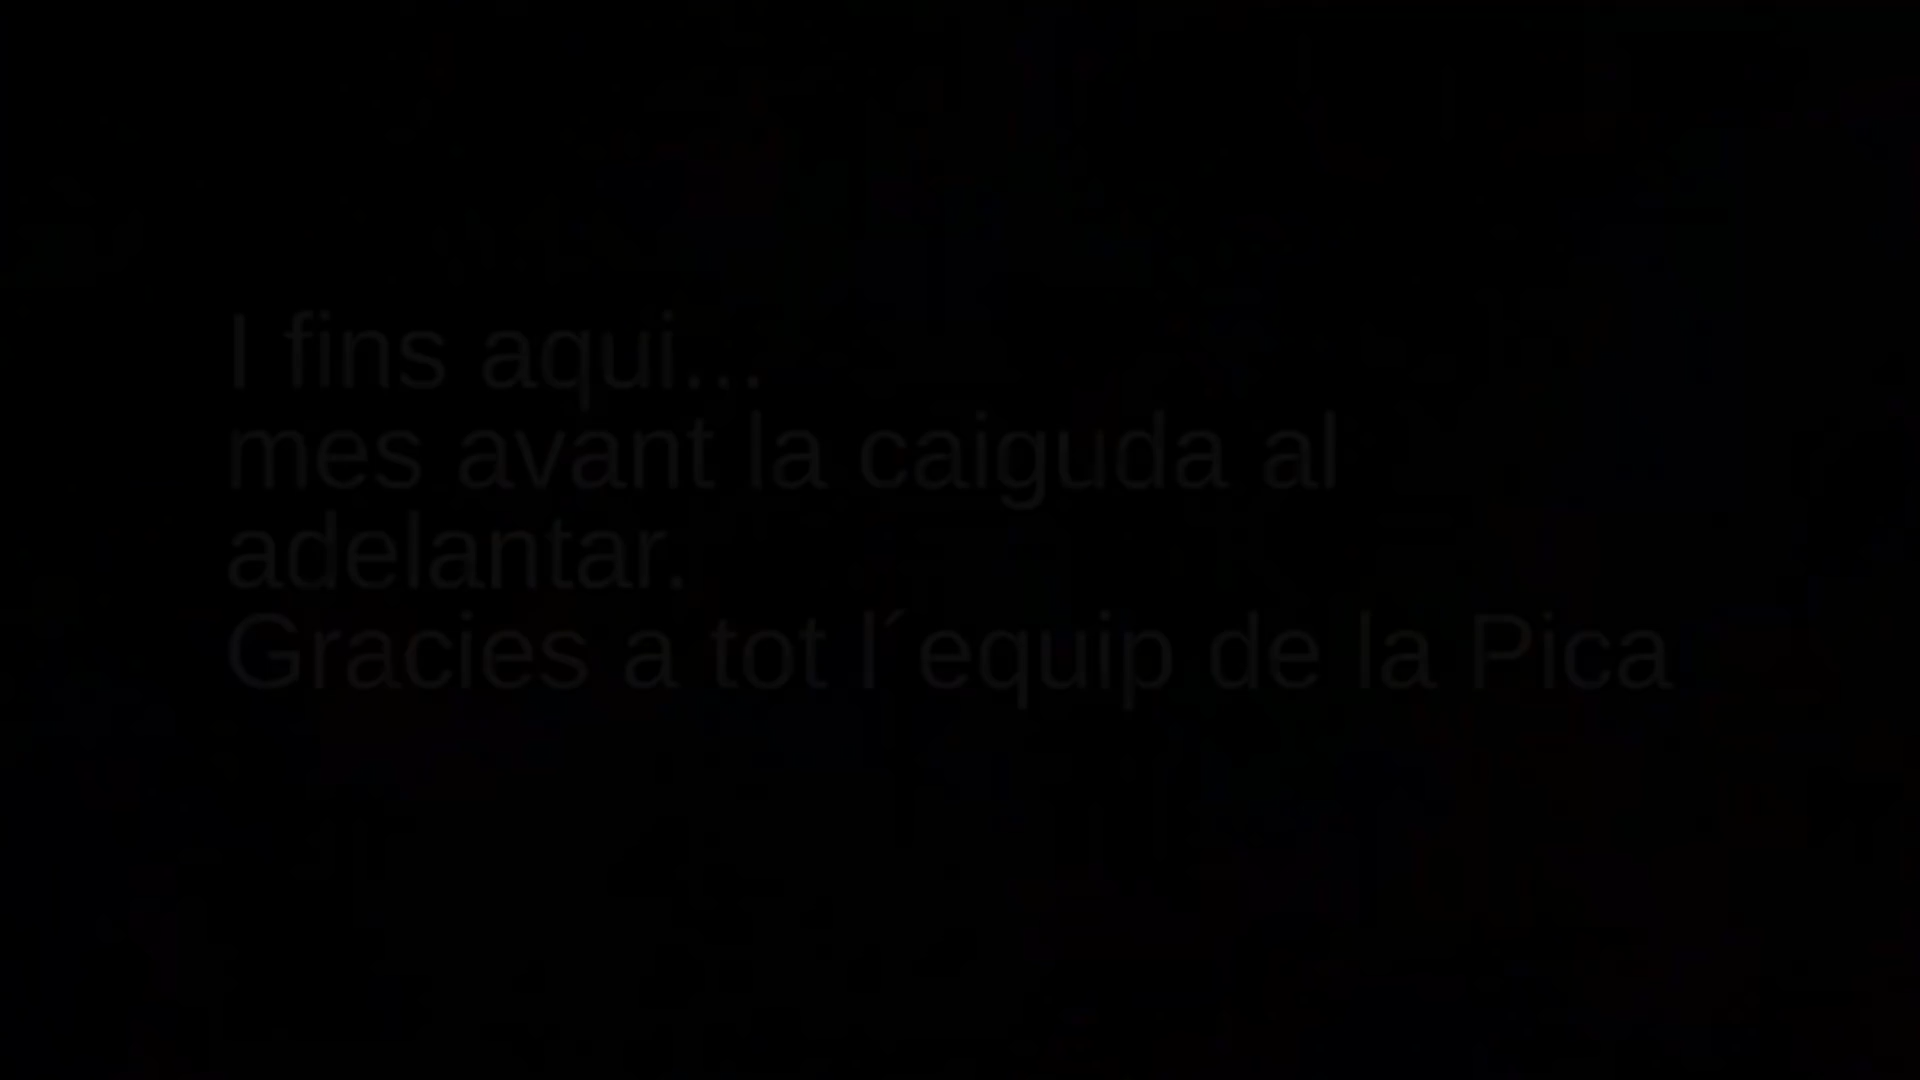 I fins aqui...
mes avant la caiguda al
adelantar.
Gracies a tot l´equip de la Pica